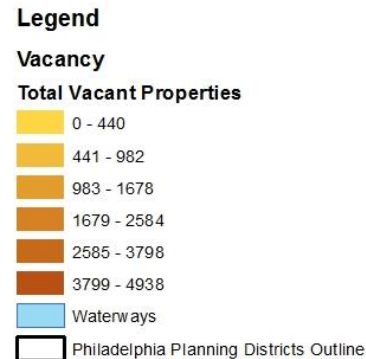 Legend
Vacancy
Total Vacant Properties
0 - 440
441 - 982
983 - 1678
1679 - 2584
2585 - 3798
3799 - 4938
Waterways
Philadelphia Planning Districts Outline